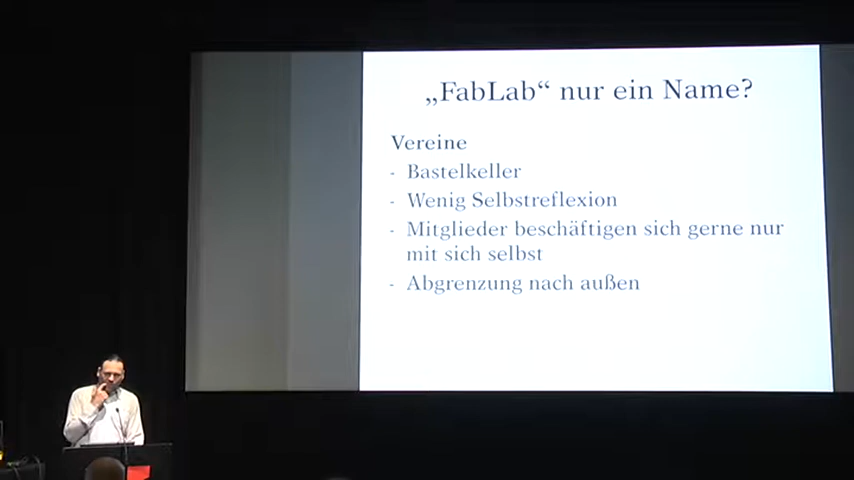 „FabLab“ nur ein Name?
Vereine
- Bastelkeller
- Wenig Selbstreflexion
- Mitglieder beschäftigen sich gerne nur
mit sich selbst
- Abgrenzung nach außen